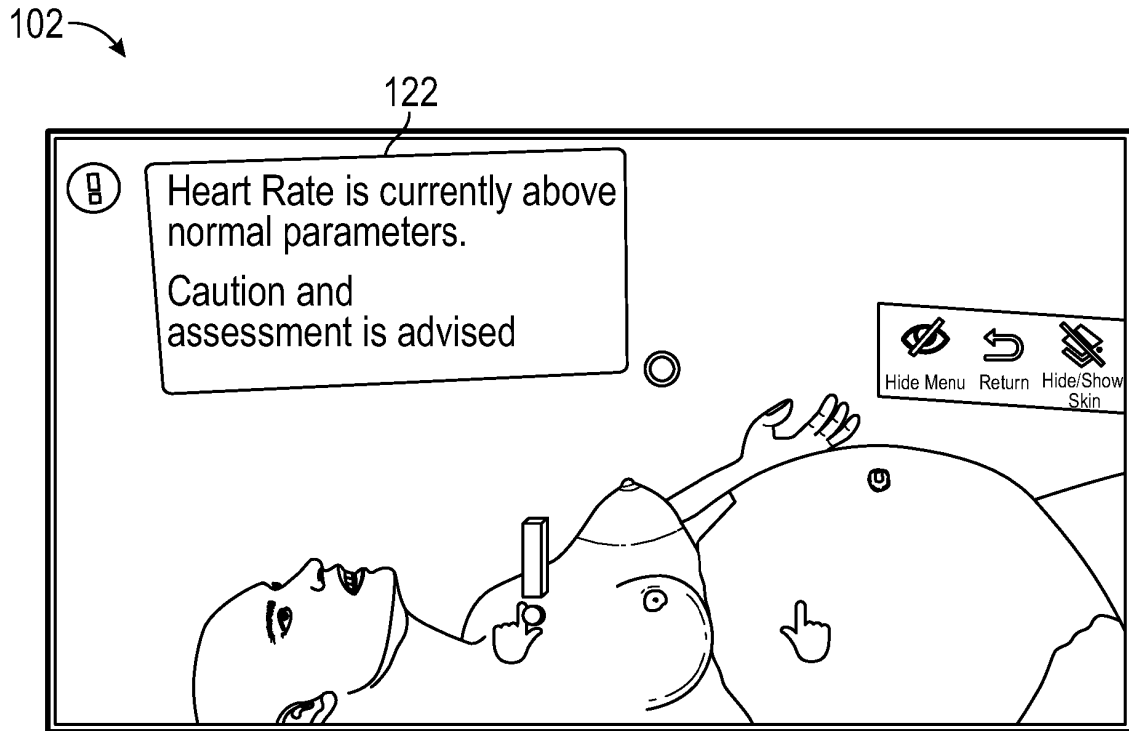 102
122
Heart Rate is currently above
normal parameters.
Caution and
assessment is advised
Hide Menu
Return
Hide/Show
Skin